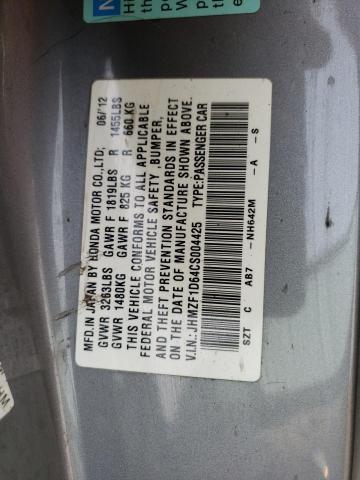 MFD.IN JAPAN BY HONDA MOTOR CO.,LTD; 06/'12
GVWR 3263LBS GAWR F 1819LBS R 1455LBS
GVWR 1480KG GAWR F 825 KG R 660KG
THIS VEHICLE CONFORMS TO ALL APPLICABLE
FEDERAL MOTOR VEHICLE SAFETY ,BUMPER,
AND THEFT PREVENTION STANDARDS IN EFFECT
ON THE DATE OF MANUFACTURE SHOWN ABOVE.
V.I.N.:JHMZF1D64CS004425 TYPE:PASSENGER CAR
SZT C AB7 -NH642M -A -S